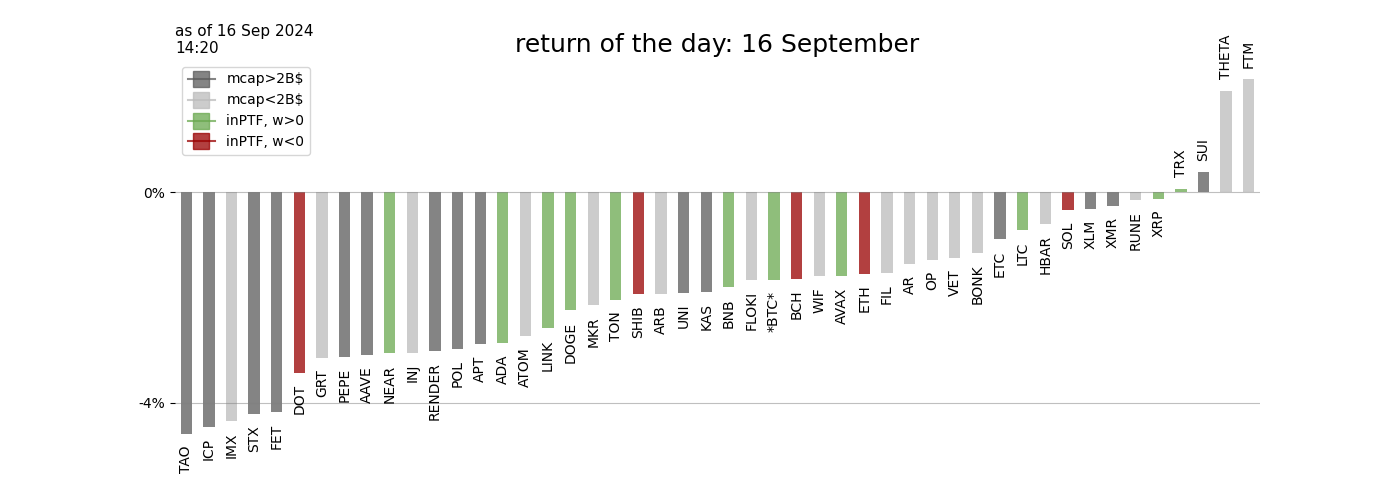 as of 16 Sep 2024
14:20
return of the day: 16 September
mcap>2B$
mcap<2B$
inPTF, w>0
inPTF, w<0
0%
-4%
TAO
ICP
IMX
STX
FET
DOT
GRT
PEPE
AAVE
NEAR
INJ
RENDER
POL
APT
ADA
ATOM
LINK
DOGE
MKR
TON
SHIB
ARB
UNI
KAS
BNB
FLOKI
*BTC*
BCH
WIF
AVAX
ETH
FIL
AR
OP
VET
BONK
ETC
LTC
HBAR
SOL
XLM
XMR
RUNE
XRP
TRX
SUI
THETA
FTM